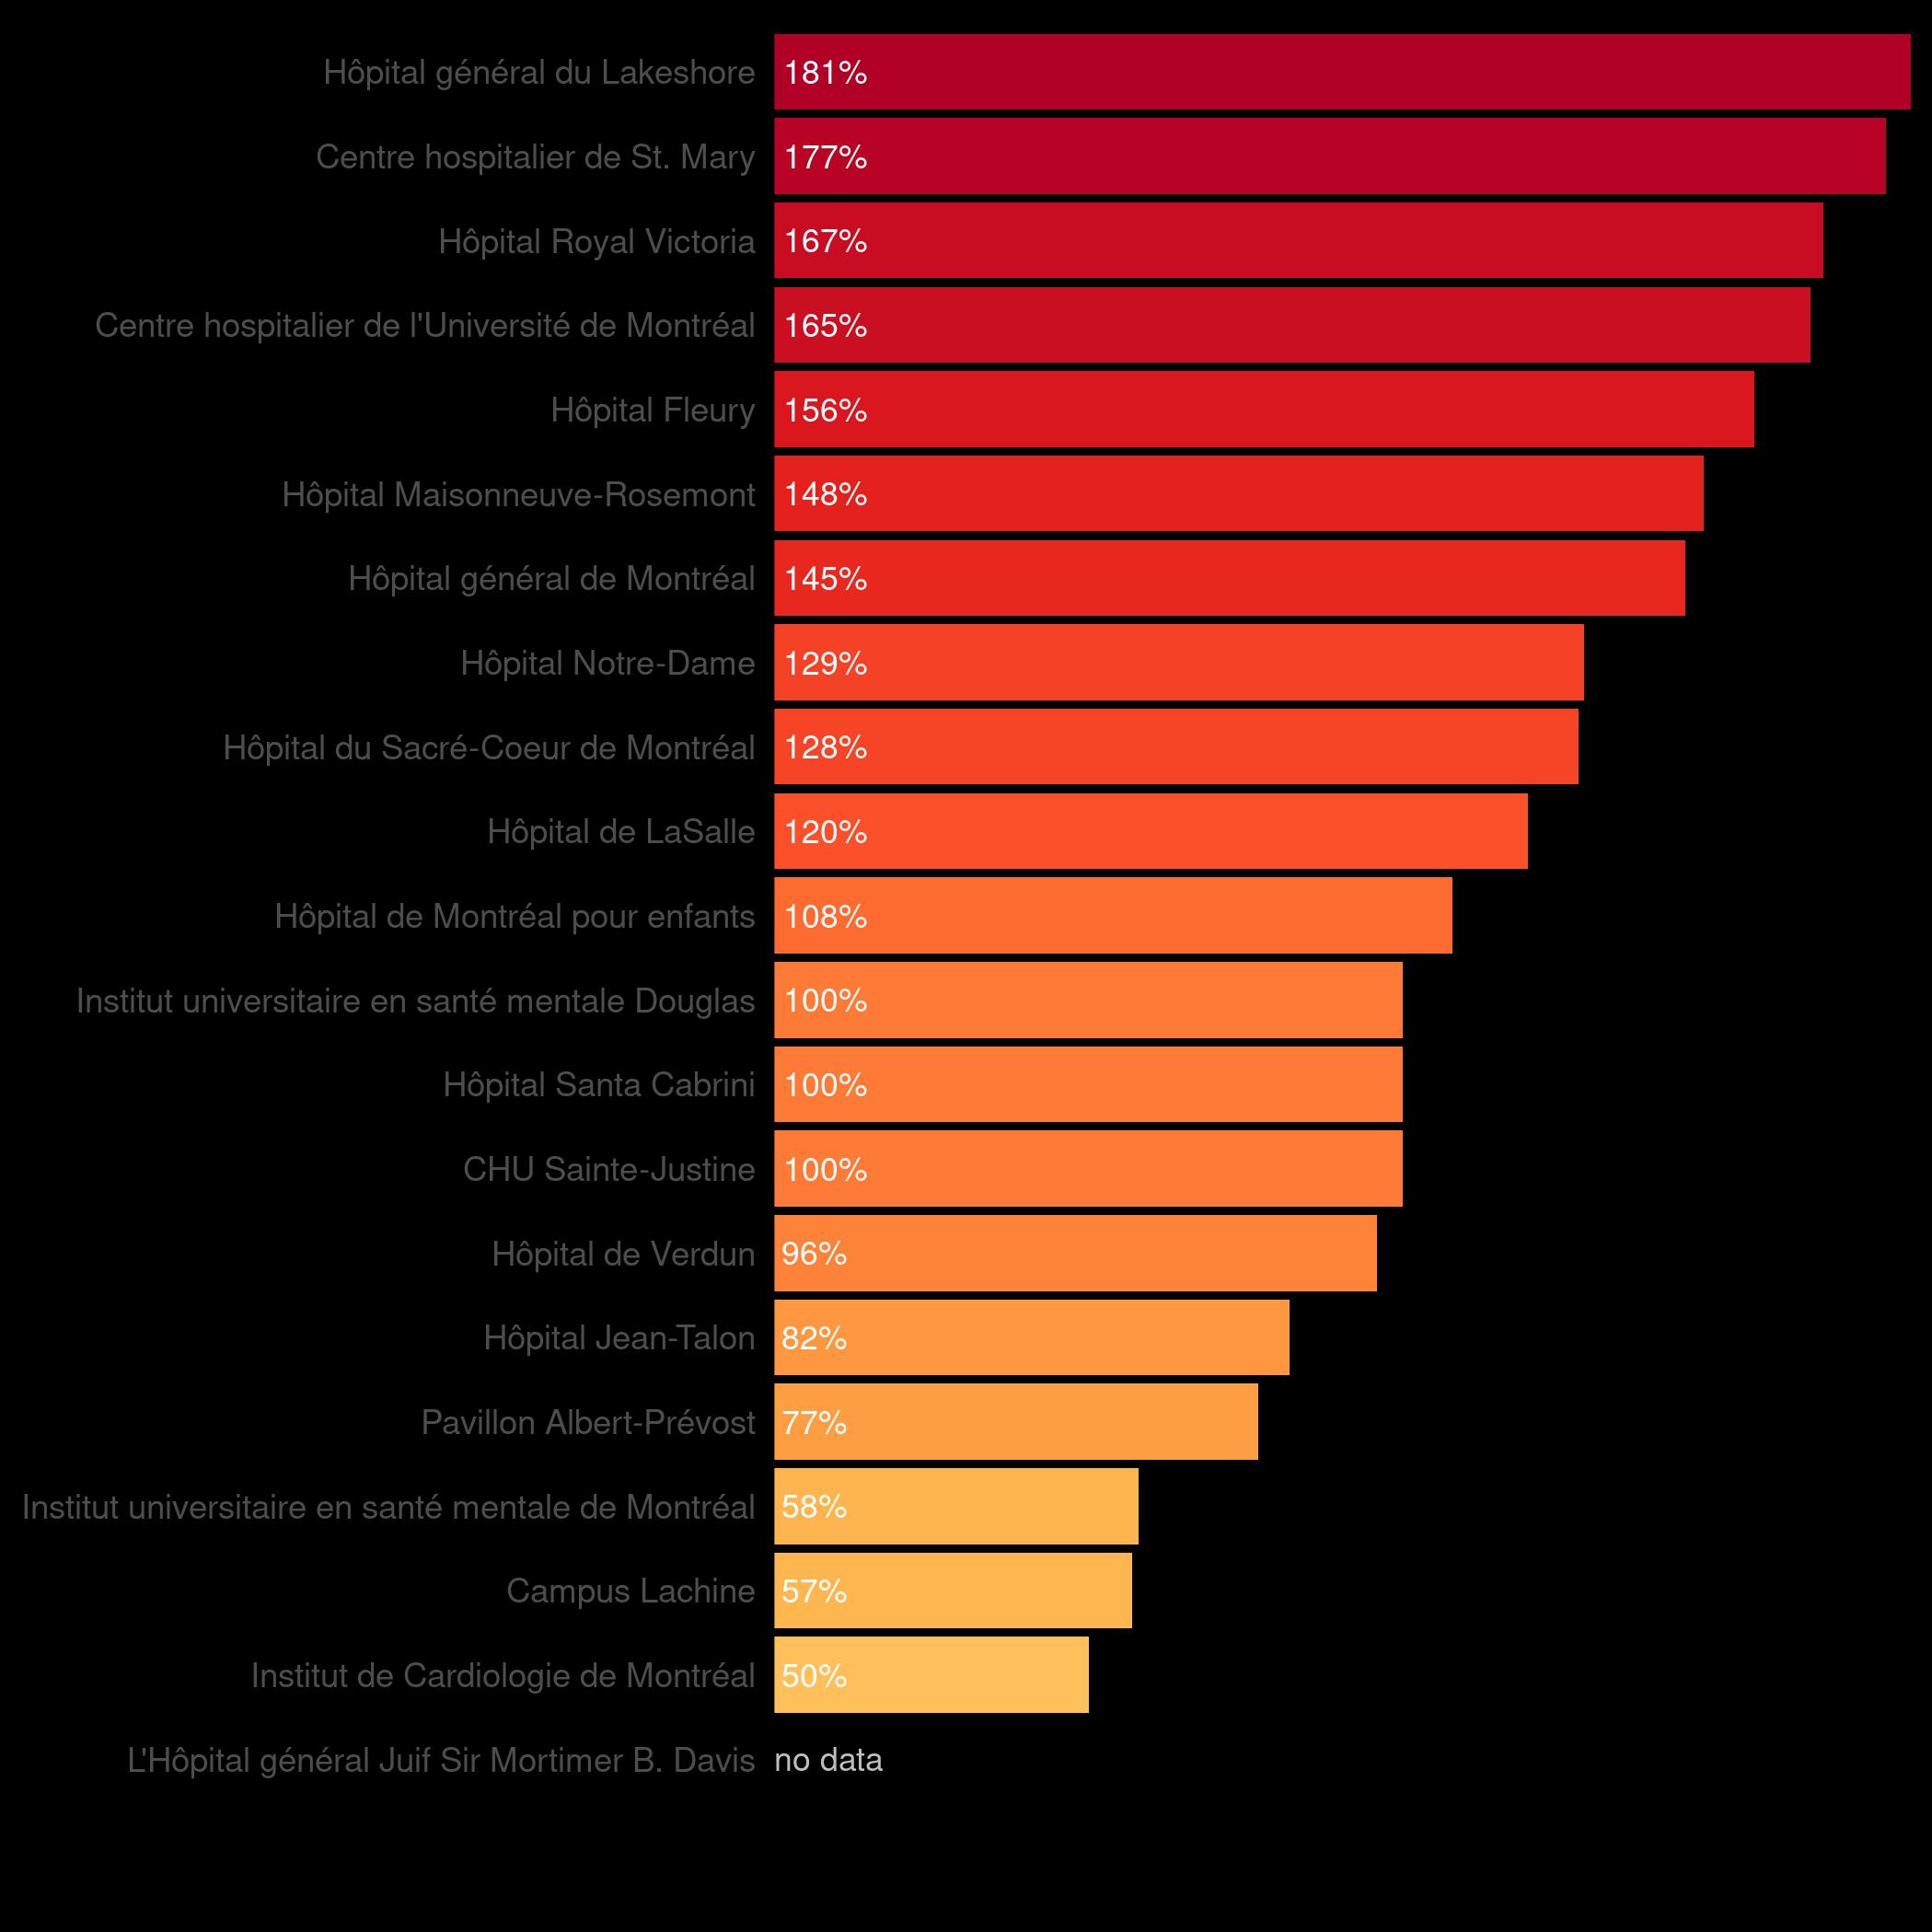 Hôpital général du Lakeshore 181%
Centre hospitalier de St. Mary 177%
Hôpital Royal Victoria 167%
Centre hospitalier de l'Université de Montréal 165%
Hôpital Fleury 156%
Hôpital Maisonneuve-Rosemont 148%
Hôpital général de Montréal 145%
Hôpital Notre-Dame 129%
Hôpital du Sacré-Coeur de Montréal 128%
Hôpital de LaSalle 120%
Hôpital de Montréal pour enfants 108%
Institut universitaire en santé mentale Douglas 100%
Hôpital Santa Cabrini 100%
CHU Sainte-Justine 100%
Hôpital de Verdun 96%
Hôpital Jean-Talon 82%
Pavillon Albert-Prévost 77%
Institut universitaire en santé mentale de Montréal 58%
Campus Lachine 57%
Institut de Cardiologie de Montréal 50%
L'Hôpital général Juif Sir Mortimer B. Davis no data